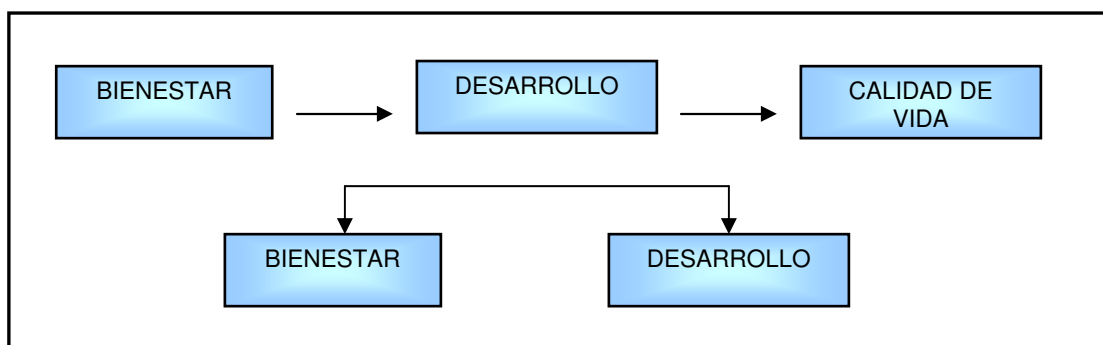 BIENESTAR
DESARROLLO
CALIDAD DE
VIDA
BIENESTAR
DESARROLLO